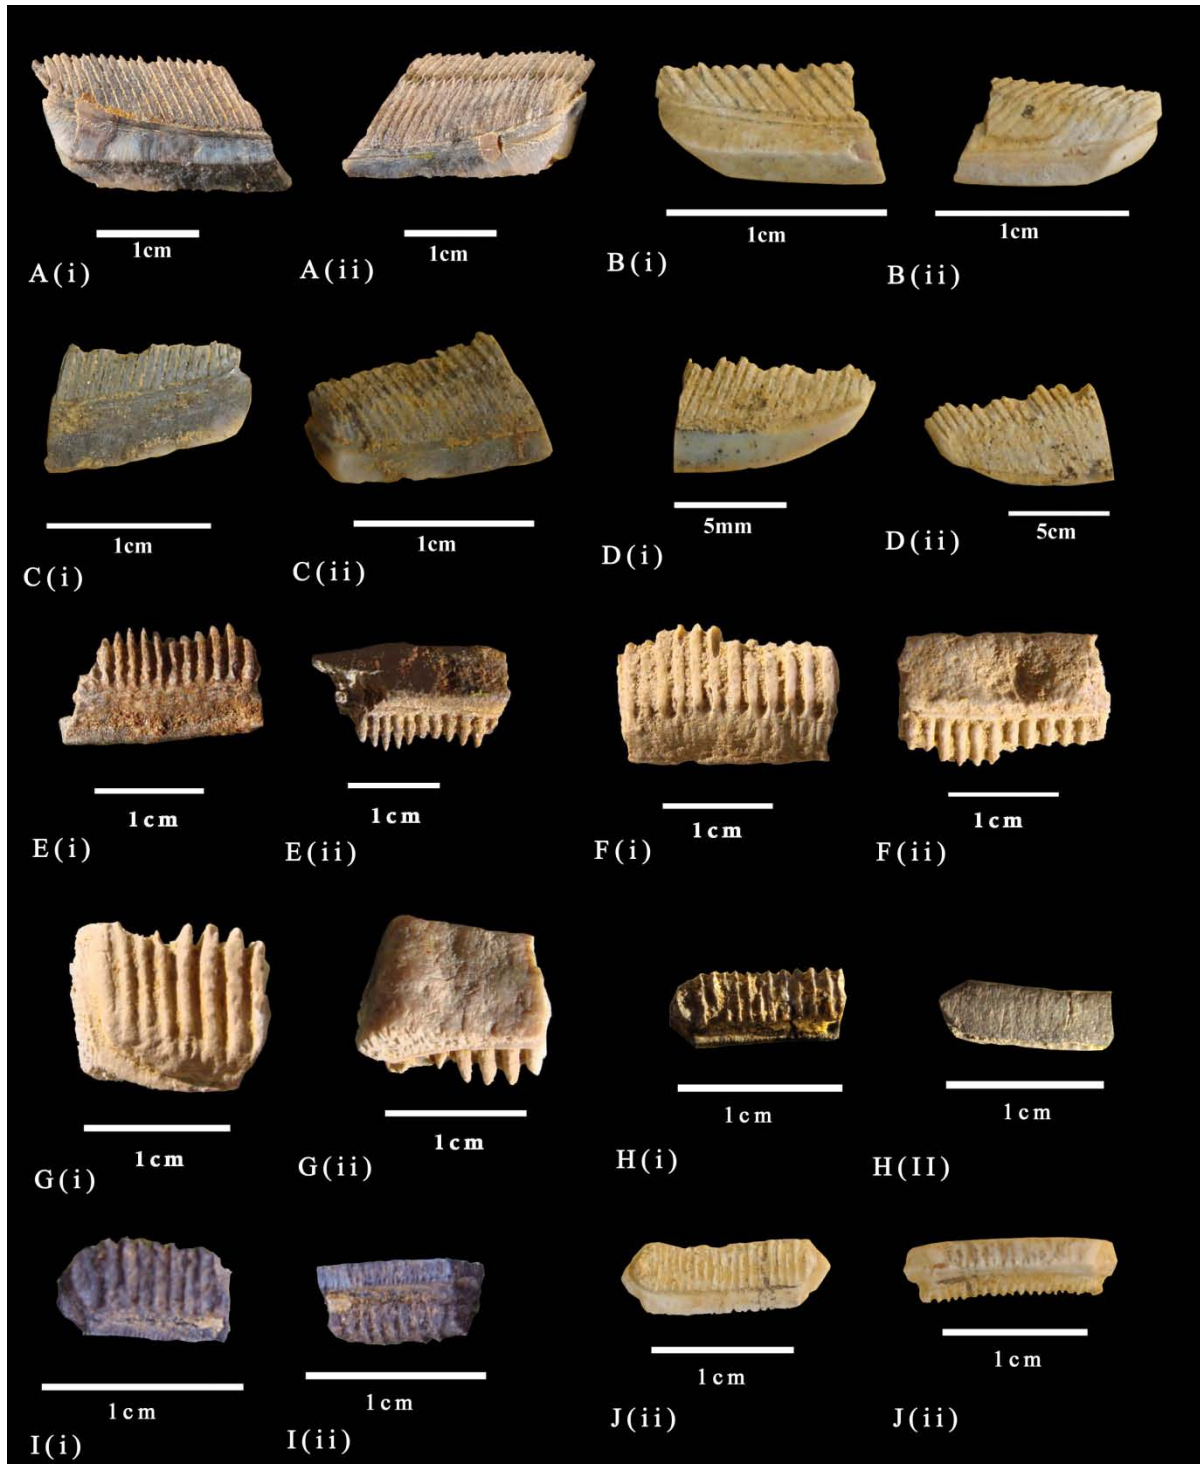 1cm
1cm
1cm
1cm
A(i)
A(ii)
B(i)
B(ii)
1cm
1cm
5mm
5cm
C(i)
C(ii)
D(i)
D(ii)
1cm
1cm
1cm
1cm
E(i)
E(ii)
F(i)
F(ii)
1cm
1cm
1cm
1cm
G(i)
G(ii)
H(i)
H(II)
1cm
1cm
1cm
1cm
I(i)
I(ii)
J(ii)
J(ii)